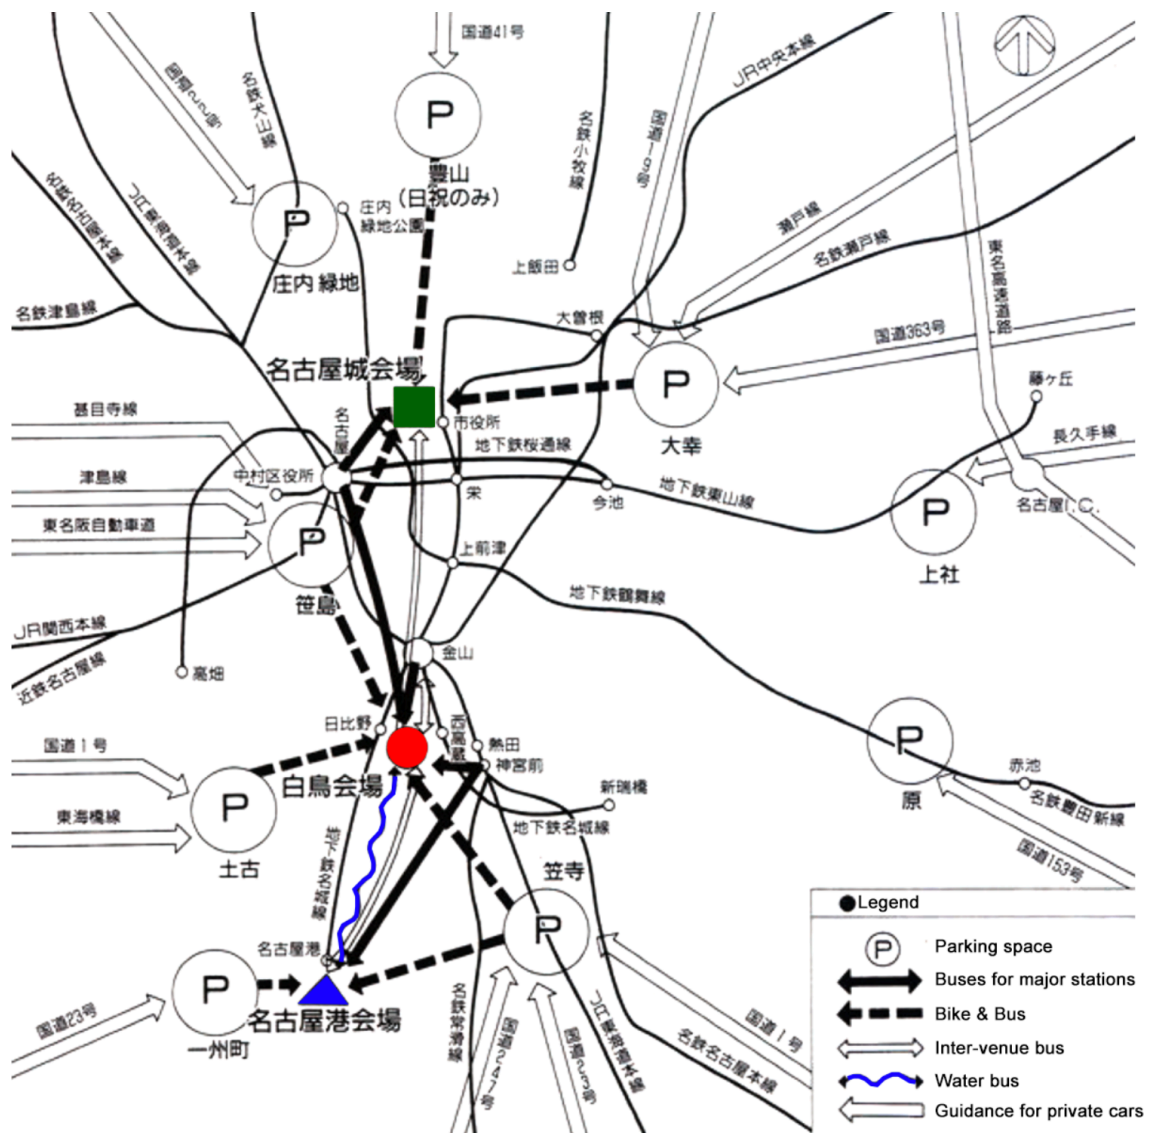 国道41号
国道22号
名鉄犬山線
P
豊山
(日祝のみ)
名鉄小牧線
国道19号
JR中央本線
名鉄名古屋本線
JR東海道本線
P
庄内
緑地公園
庄内緑地
上飯田
瀬戸線
名鉄瀬戸線
東名高速道路
名鉄津島線
大曽根
国道363号
名古屋城会場
P
大幸
藤ヶ丘
甚目寺線
名古屋
市役所
地下鉄桜通線
長久手線
中村区役所
津島線
栄
今池
地下鉄東山線
名古屋I.C.
東名阪自動車道
P
笹島
P
上社
上前津
地下鉄鶴舞線
JR関西本線
近鉄名古屋線
高畑
金山
日比野
西高蔵
熱田
神宮前
国道1号
P
原
赤池
名鉄豊田新線
白鳥会場
新瑞橋
地下鉄名城線
東海橋線
P
土古
国道153号
地下鉄名城線
笠寺
P
名古屋港
P
一州町
名古屋港会場
国道23号
名鉄常滑線
国道247号
国道23号
JR東海道本線
名鉄名古屋本線
国道1号
Legend
P Parking space
Buses for major stations
Bike & Bus
Inter-venue bus
Water bus
Guidance for private cars